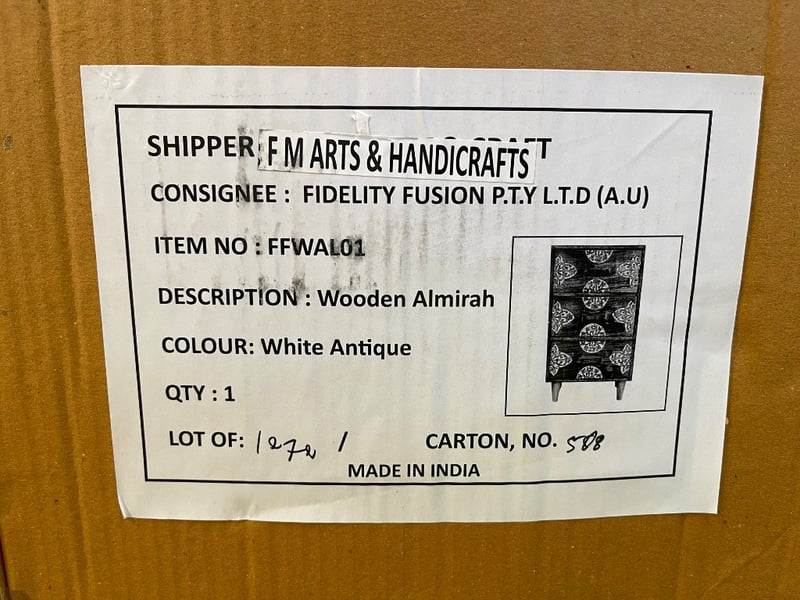 SHIPPER F M ARTS & HANDICRAFTS
CONSIGNEE : FIDELITY FUSION P.T.Y L.T.D (A.U)
ITEM NO : FFWAL01
DESCRIPTION : Wooden Almirah
COLOUR: White Antique
QTY : 1
LOT OF: 1272 /
CARTON, NO. 588
MADE IN INDIA